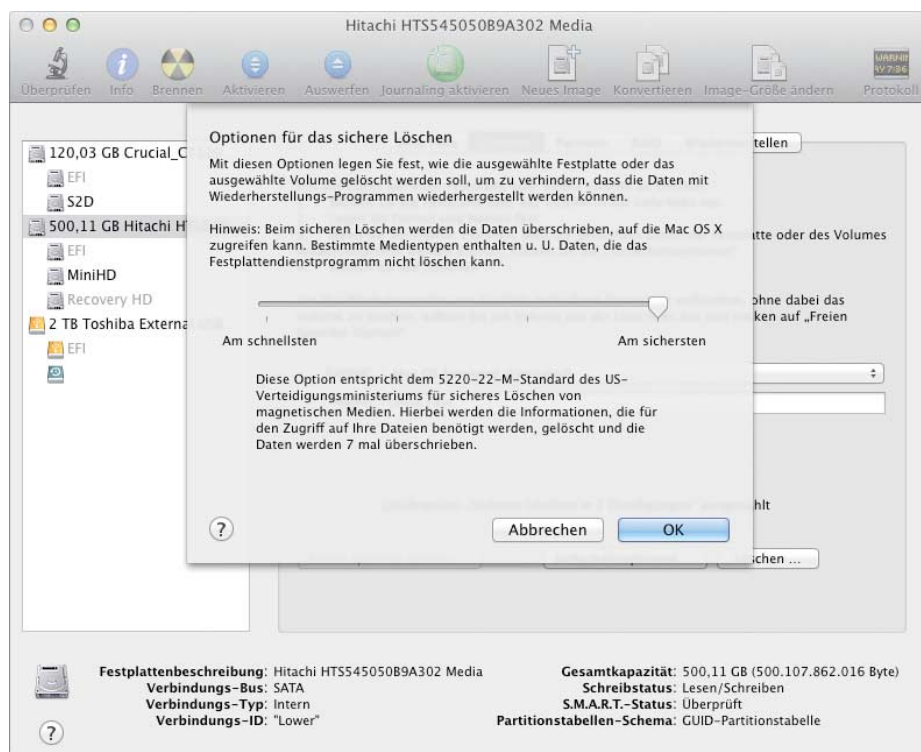 Hitachi HTS545050B9A302 Media
Überprüfen Info Brennen Aktivieren Auswerfen Journaling aktivieren Neues Image Konvertieren Image-Größe ändern Protokoll
WARNIN
AY 7:36
120,03 GB Crucial_C
EFI
S2D
500,11 GB Hitachi H
EFI
MiniHD
Recovery HD
2 TB Toshiba Externa
EFI
Optionen für das sichere Löschen
Mit diesen Optionen legen Sie fest, wie die ausgewählte Festplatte oder das
ausgewählte Volume gelöscht werden soll, um zu verhindern, dass die Daten mit
Wiederherstellungs-Programmen wiederhergestellt werden können.
Hinweis: Beim sicheren Löschen werden die Daten überschrieben, auf die Mac OS X
zugreifen kann. Bestimmte Medientypen enthalten u. U. Daten, die das
Festplattendienstprogramm nicht löschen kann.
Am schnellsten Am sichersten
Diese Option entspricht dem 5220-22-M-Standard des US-
Verteidigungsministeriums für sicheres Löschen von
magnetischen Medien. Hierbei werden die Informationen, die für
den Zugriff auf Ihre Dateien benötigt werden, gelöscht und die
Daten werden 7 mal überschrieben.
? Abbrechen OK
tellen
tte oder des Volumes
ohne dabei das
ken auf „Freien
hlt
schen ...
Festplattenbeschreibung: Hitachi HTS545050B9A302 Media
Verbindungs-Bus: SATA
Verbindungs-Typ: Intern
Verbindungs-ID: "Lower"
Gesamtkapazität: 500,11 GB (500.107.862.016 Byte)
Schreibstatus: Lesen/Schreiben
S.M.A.R.T.-Status: Überprüft
Partitionstabellen-Schema: GUID-Partitionstabelle
?